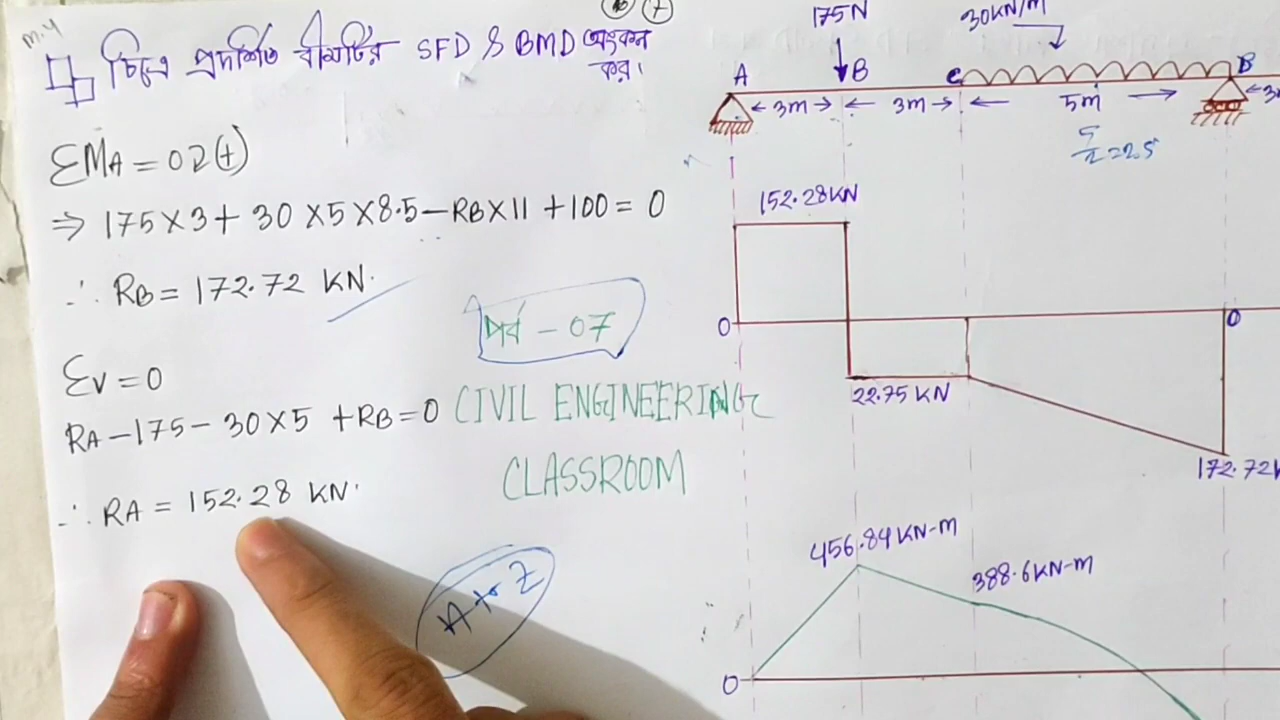 m.y
চিত্রে প্রদর্শিত বীমটির SFD & BMD অংকন
কর।
7
ΣMA = 0 2 (+)
⇒ 175 × 3 + 30 × 5 × 8.5 – RB × 11 + 100 = 0
∴ RB = 172.72 KN.
Σv = 0
RA – 175 – 30 × 5 + RB = 0
∴ RA = 152.28 KN.
পর্ব - 07
CIVIL ENGINEERING
CLASSROOM
A to Z
175N
30KN/m
A
B
C
B
3m
3m
5m
5/2 = 2.5
152.28KN
0
0
22.75 KN
172.72
456.84 KN-m
388.6 KN-m
0